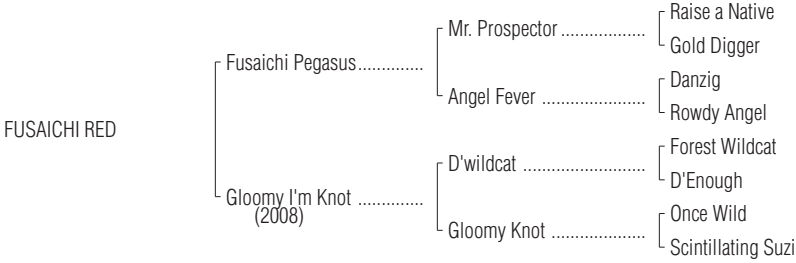 Raise a Native
Mr. Prospector ...................
Gold Digger
Fusaichi Pegasus..............
Danzig
Angel Fever .......................
Rowdy Angel
FUSAICHI RED
Forest Wildcat
D'wildcat ...........................
D'Enough
Gloomy I'm Knot ..............
(2008)
Once Wild
Gloomy Knot .....................
Scintillating Suzi